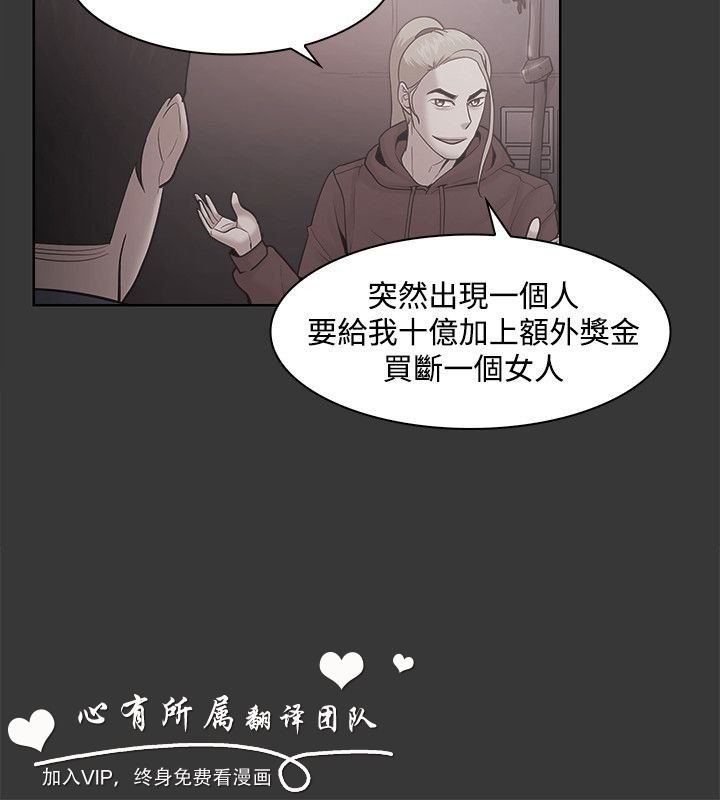 突然出現一個人
要給我十億加上額外獎金
買斷一個女人
心有所属翻译团队
加入VIP，终身免费看漫画